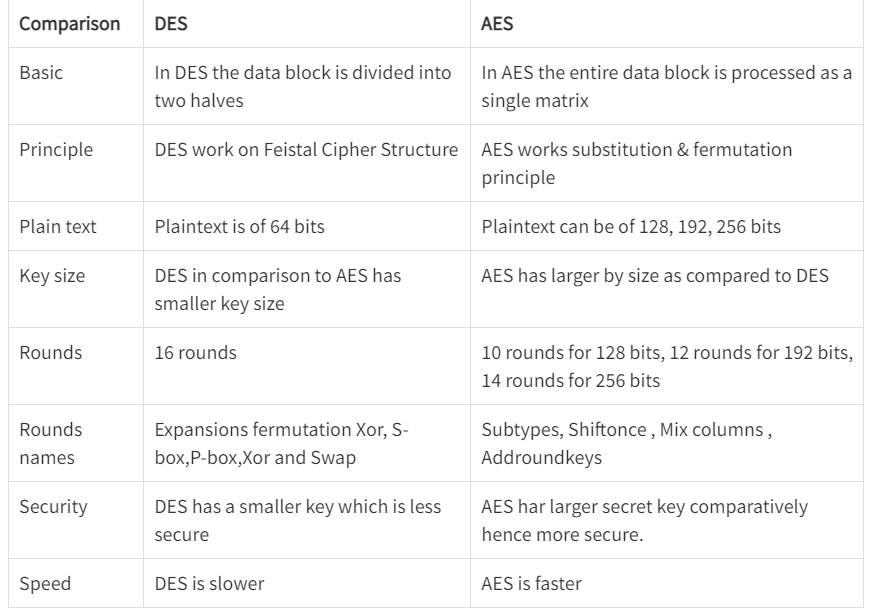 Comparison DES AES
Basic In DES the data block is divided into In AES the entire data block is processed as a
two halves single matrix
Principle DES work on Feistal Cipher Structure AES works substitution & fermutation
principle
Plain text Plaintext is of 64 bits Plaintext can be of 128, 192, 256 bits
Key size DES in comparison to AES has AES has larger by size as compared to DES
smaller key size
Rounds 16 rounds 10 rounds for 128 bits, 12 rounds for 192 bits,
14 rounds for 256 bits
Rounds Expansions fermutation Xor, S- Subtypes, Shiftonce , Mix columns ,
names box,P-box,Xor and Swap Addroundkeys
Security DES has a smaller key which is less AES har larger secret key comparatively
secure hence more secure.
Speed DES is slower AES is faster